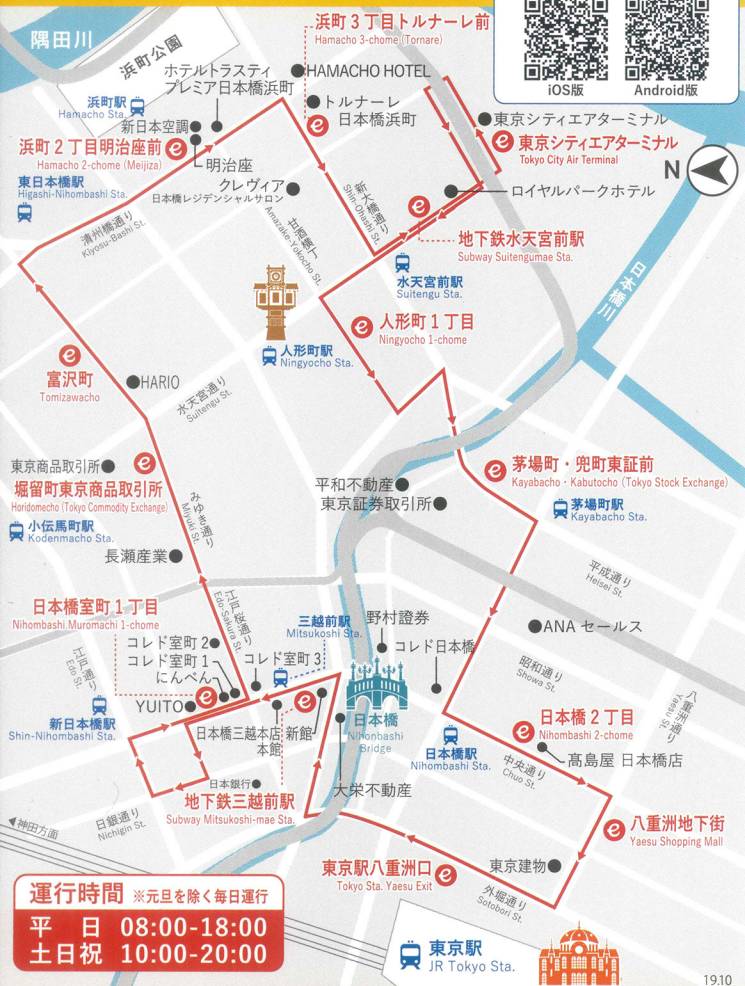 隅田川
浜町公園
浜町3丁目トルナーレ前
Hamacho 3-chome (Tornare)
iOS版
Android版
ホテルトラスティ
プレミア日本橋浜町
HAMACHO HOTEL
トルナーレ
日本橋浜町
浜町駅
Hamacho Sta.
新日本空調
明治座
浜町2丁目明治座前
Hamacho 2-chome (Meijiza)
e
e
東京シティエアターミナル
e
東京シティエアターミナル
Tokyo City Air Terminal
N
東日本橋駅
Higashi-Nihombashi Sta.
クレヴィア
日本橋レジデンシャルサロン
新大橋通り
Shin-Ohashi St.
ロイヤルパークホテル
e
地下鉄水天宮前駅
Subway Suitengumae Sta.
清州橋通り
Kiyosu-Bashi St.
甘酒横丁
Amazake-Yokocho St.
水天宮前駅
Suitengu Sta.
日本橋川
e
人形町1丁目
Ningyocho 1-chome
人形町駅
Ningyocho Sta.
e
富沢町
Tomizawacho
HARIO
水天宮通り
Suitengu St.
東京商品取引所
e
堀留町東京商品取引所
Horidomecho (Tokyo Commodity Exchange)
小伝馬町駅
Kodenmacho Sta.
みゆき通り
Miyuki St.
長瀬産業
平和不動産
東京証券取引所
e
茅場町・兜町東証前
Kayabacho・Kabutocho (Tokyo Stock Exchange)
茅場町駅
Kayabacho Sta.
平成通り
Heisei St.
日本橋室町1丁目
Nihombashi Muromachi 1-chome
江戸桜通り
Edo-Sakura St.
三越前駅
Mitsukoshi Sta.
野村證券
コレド日本橋
ANA セールス
江戸通り
Edo St.
コレド室町2
コレド室町1
にんべん
コレド室町3
YUITO
e
新日本橋駅
Shin-Nihombashi Sta.
日本橋三越本店
本館
新館
e
日本橋
Nihonbashi
Bridge
昭和通り
Showa St.
八重洲通り
Yaesu St.
日本橋駅
Nihombashi Sta.
e
日本橋2丁目
Nihombashi 2-chome
髙島屋 日本橋店
中央通り
Chuo St.
日本銀行
地下鉄三越前駅
Subway Mitsukoshi-mae Sta.
大栄不動産
神田方面
日銀通り
Nichigin St.
e
八重洲地下街
Yaesu Shopping Mall
東京駅八重洲口
Tokyo Sta. Yaesu Exit
e
東京建物
外堀通り
Sotobori St.
運行時間 ※元旦を除く毎日運行
平 日 08:00-18:00
土日祝 10:00-20:00
東京駅
JR Tokyo Sta.
19.10